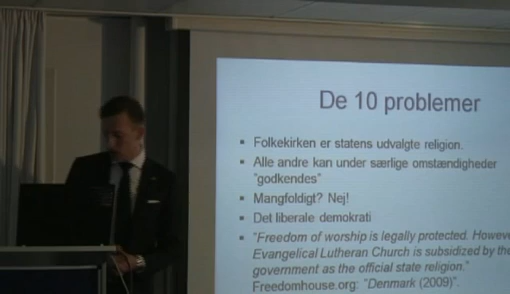 De 10 problemer
▪ Folkekirken er statens udvalgte religion.
▪ Alle andre kan under særlige omstændigheder
"godkendes"
▪ Mangfoldigt? Nej!
▪ Det liberale demokrati
▪ "Freedom of worship is legally protected. Howev
Evangelical Lutheran Church is subsidized by the
government as the official state religion."
Freedomhouse.org: "Denmark (2009)".